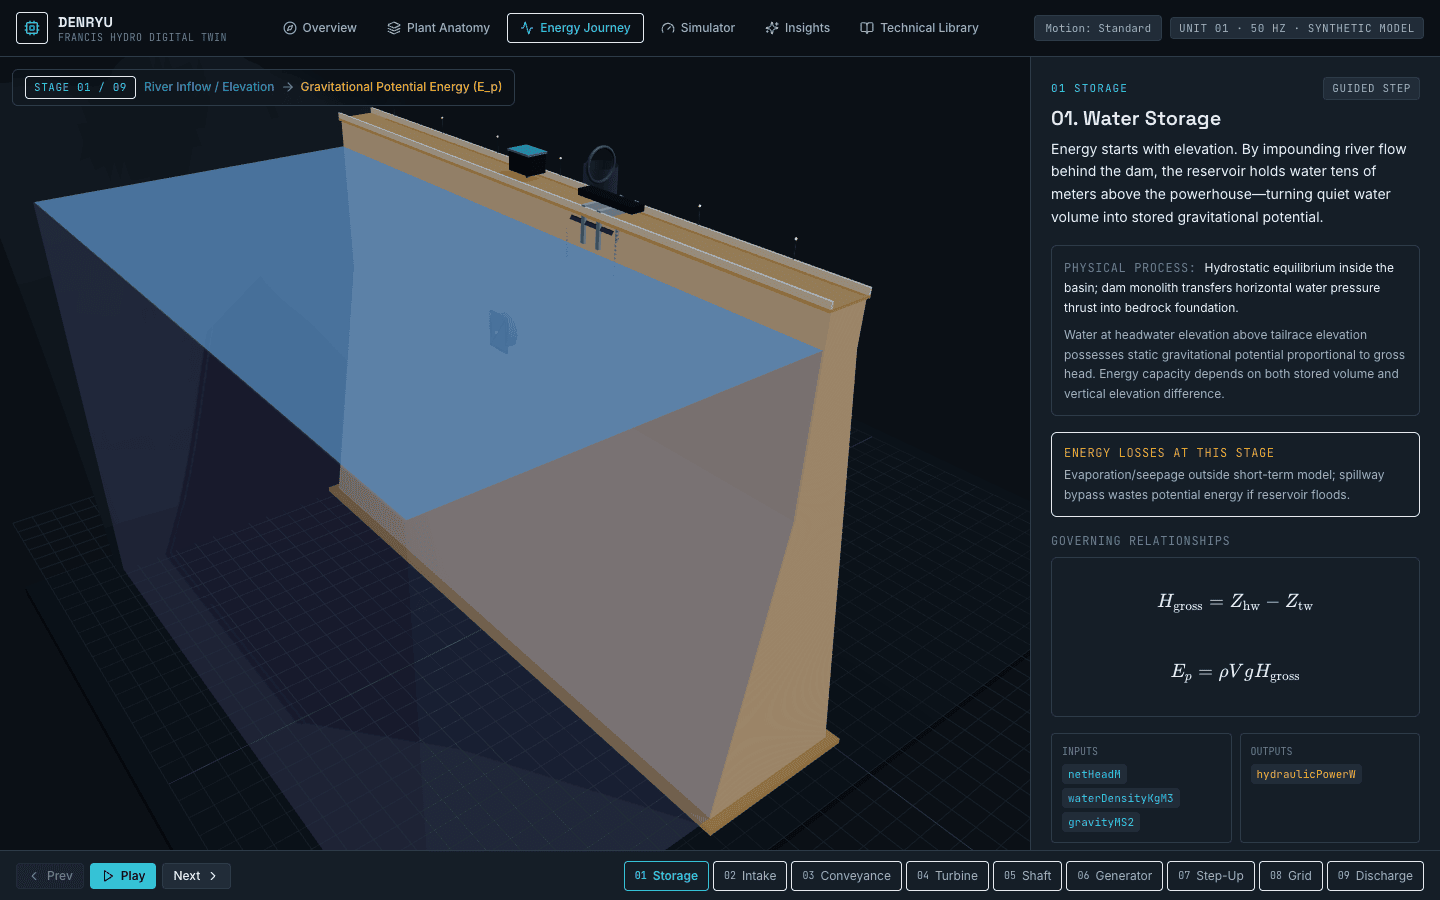 DENRYU
FRANCIS HYDRO DIGITAL TWIN
Overview
Plant Anatomy
Energy Journey
Simulator
Insights
Technical Library
Motion: Standard
UNIT 01 · 50 HZ · SYNTHETIC MODEL
STAGE 01 / 09
River Inflow / Elevation → Gravitational Potential Energy (E_p)
01 STORAGE
GUIDED STEP
01. Water Storage
Energy starts with elevation. By impounding river flow
behind the dam, the reservoir holds water tens of
meters above the powerhouse—turning quiet water
volume into stored gravitational potential.
PHYSICAL PROCESS: Hydrostatic equilibrium inside the
basin; dam monolith transfers horizontal water pressure
thrust into bedrock foundation.
Water at headwater elevation above tailrace elevation
possesses static gravitational potential proportional to gross
head. Energy capacity depends on both stored volume and
vertical elevation difference.
ENERGY LOSSES AT THIS STAGE
Evaporation/seepage outside short-term model; spillway
bypass wastes potential energy if reservoir floods.
GOVERNING RELATIONSHIPS
H_gross = Z_hw − Z_tw
E_p = ρVgH_gross
INPUTS
netHeadM
waterDensityKgM3
gravityMS2
OUTPUTS
hydraulicPowerW
Prev
Play
Next
01 Storage
02 Intake
03 Conveyance
04 Turbine
05 Shaft
06 Generator
07 Step-Up
08 Grid
09 Discharge